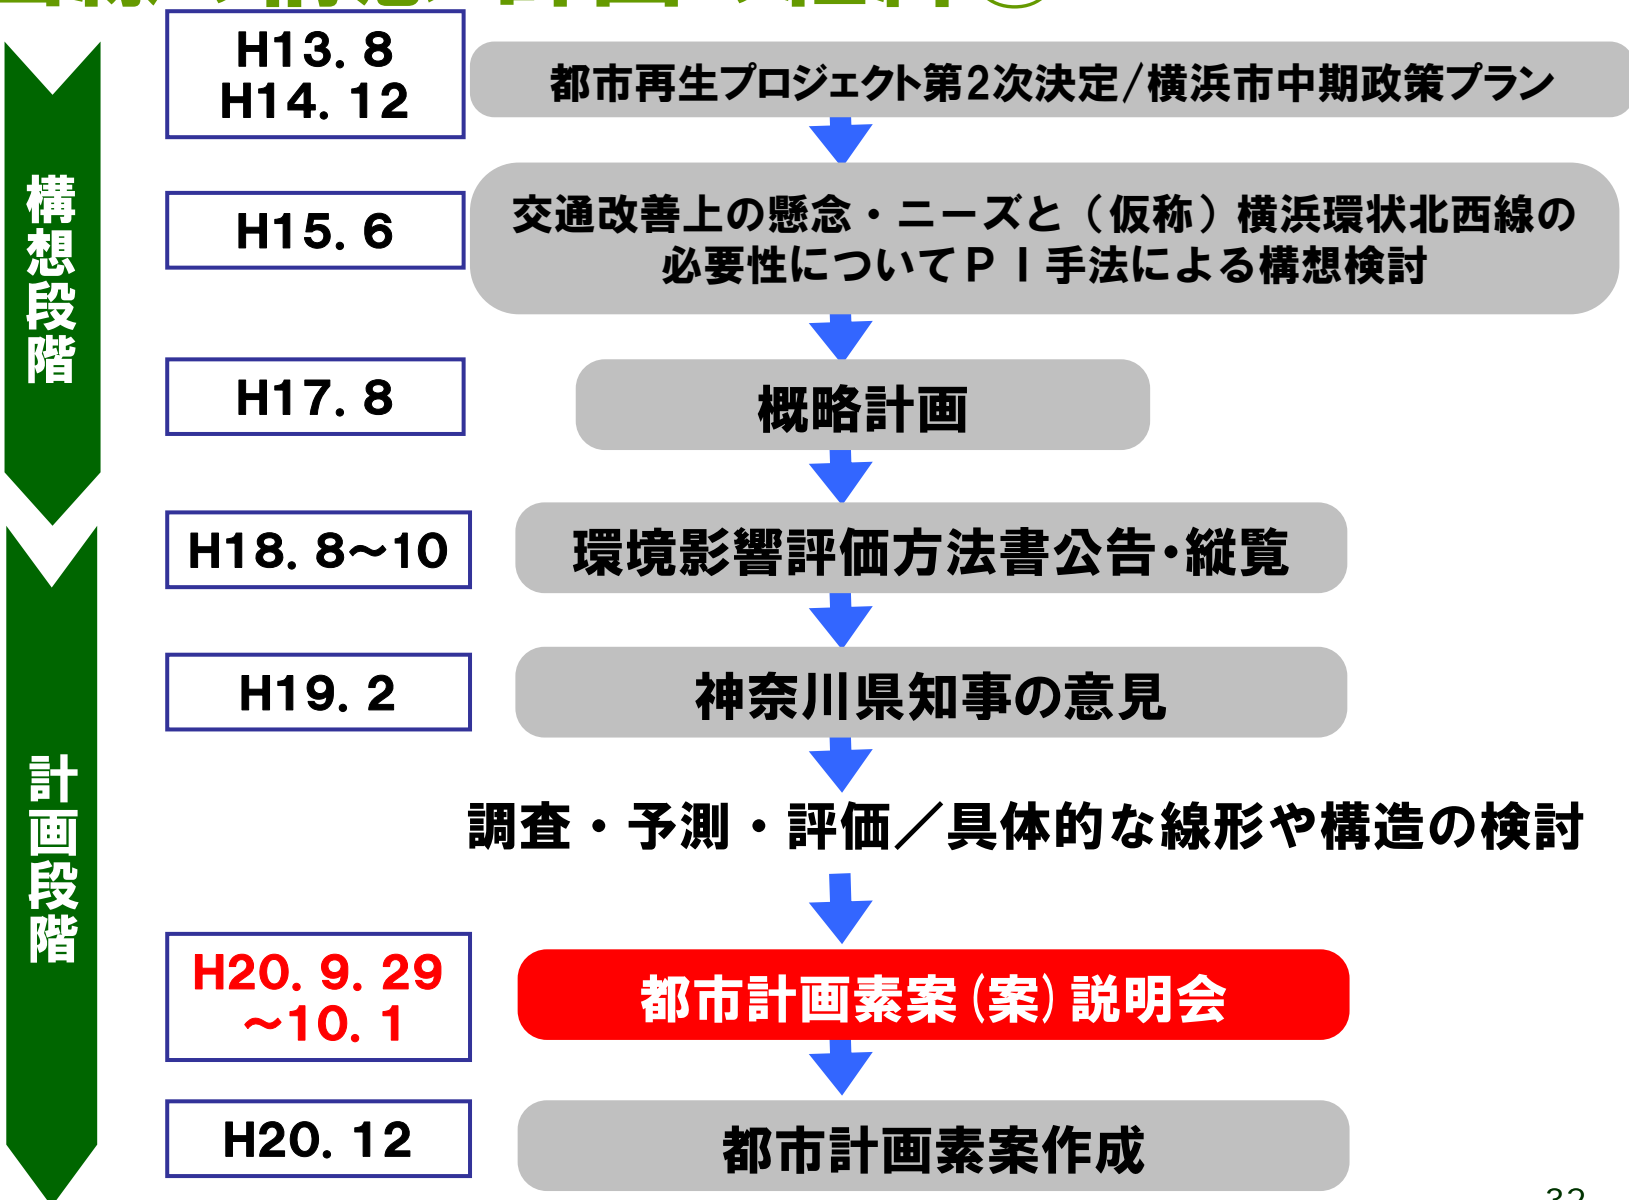 H13. 8
H14. 12
都市再生プロジェクト第2次決定/横浜市中期政策プラン
構想段階
H15. 6
交通改善上の懸念・ニーズと（仮称）横浜環状北西線の
必要性についてＰＩ手法による構想検討
H17. 8
概略計画
H18. 8～10
環境影響評価方法書公告・縦覧
H19. 2
神奈川県知事の意見
計画段階
調査・予測・評価／具体的な線形や構造の検討
H20. 9. 29
～10. 1
都市計画素案(案)説明会
H20. 12
都市計画素案作成
32